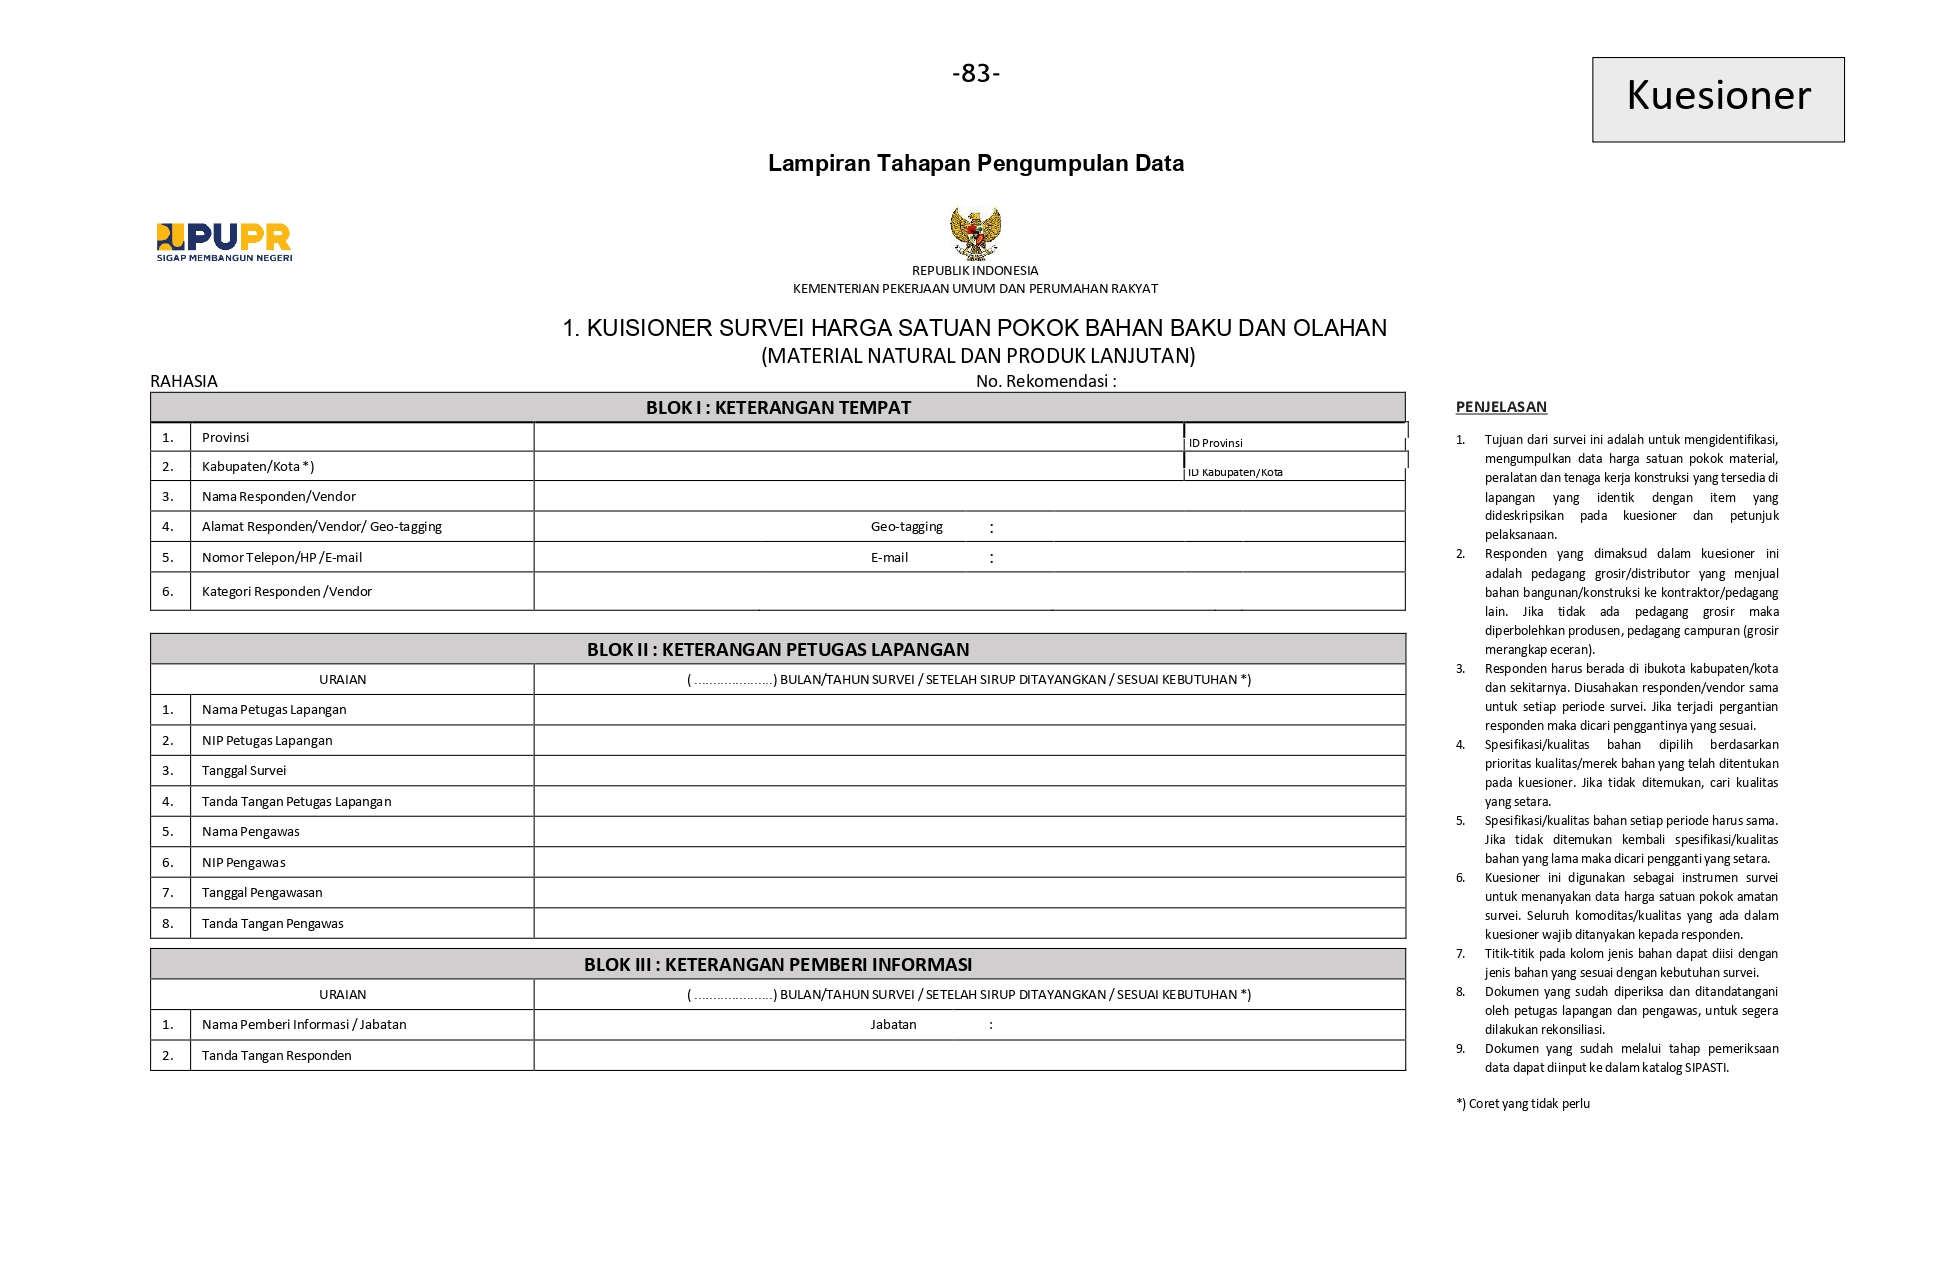 -83-
Kuesioner
Lampiran Tahapan Pengumpulan Data
PUPR
SIGAP MEMBANGUN NEGERI
REPUBLIK INDONESIA
KEMENTERIAN PEKERJAAN UMUM DAN PERUMAHAN RAKYAT
1. KUISIONER SURVEI HARGA SATUAN POKOK BAHAN BAKU DAN OLAHAN
(MATERIAL NATURAL DAN PRODUK LANJUTAN)
RAHASIA No. Rekomendasi :
BLOK I : KETERANGAN TEMPAT
1. Provinsi ID Provinsi
2. Kabupaten/Kota *) ID Kabupaten/Kota
3. Nama Responden/Vendor
4. Alamat Responden/Vendor/ Geo-tagging Geo-tagging :
5. Nomor Telepon/HP /E-mail E-mail :
6. Kategori Responden /Vendor
BLOK II : KETERANGAN PETUGAS LAPANGAN
URAIAN ( .....................) BULAN/TAHUN SURVEI / SETELAH SIRUP DITAYANGKAN / SESUAI KEBUTUHAN *)
1. Nama Petugas Lapangan
2. NIP Petugas Lapangan
3. Tanggal Survei
4. Tanda Tangan Petugas Lapangan
5. Nama Pengawas
6. NIP Pengawas
7. Tanggal Pengawasan
8. Tanda Tangan Pengawas
BLOK III : KETERANGAN PEMBERI INFORMASI
URAIAN ( .....................) BULAN/TAHUN SURVEI / SETELAH SIRUP DITAYANGKAN / SESUAI KEBUTUHAN *)
1. Nama Pemberi Informasi / Jabatan Jabatan :
2. Tanda Tangan Responden
PENJELASAN
1. Tujuan dari survei ini adalah untuk mengidentifikasi,
mengumpulkan data harga satuan pokok material,
peralatan dan tenaga kerja konstruksi yang tersedia di
lapangan yang identik dengan item yang
dideskripsikan pada kuesioner dan petunjuk
pelaksanaan.
2. Responden yang dimaksud dalam kuesioner ini
adalah pedagang grosir/distributor yang menjual
bahan bangunan/konstruksi ke kontraktor/pedagang
lain. Jika tidak ada pedagang grosir maka
diperbolehkan produsen, pedagang campuran (grosir
merangkap eceran).
3. Responden harus berada di ibukota kabupaten/kota
dan sekitarnya. Diusahakan responden/vendor sama
untuk setiap periode survei. Jika terjadi pergantian
responden maka dicari penggantinya yang sesuai.
4. Spesifikasi/kualitas bahan dipilih berdasarkan
prioritas kualitas/merek bahan yang telah ditentukan
pada kuesioner. Jika tidak ditemukan, cari kualitas
yang setara.
5. Spesifikasi/kualitas bahan setiap periode harus sama.
Jika tidak ditemukan kembali spesifikasi/kualitas
bahan yang lama maka dicari pengganti yang setara.
6. Kuesioner ini digunakan sebagai instrumen survei
untuk menanyakan data harga satuan pokok amatan
survei. Seluruh komoditas/kualitas yang ada dalam
kuesioner wajib ditanyakan kepada responden.
7. Titik-titik pada kolom jenis bahan dapat diisi dengan
jenis bahan yang sesuai dengan kebutuhan survei.
8. Dokumen yang sudah diperiksa dan ditandatangani
oleh petugas lapangan dan pengawas, untuk segera
dilakukan rekonsiliasi.
9. Dokumen yang sudah melalui tahap pemeriksaan
data dapat diinput ke dalam katalog SIPASTI.
*) Coret yang tidak perlu